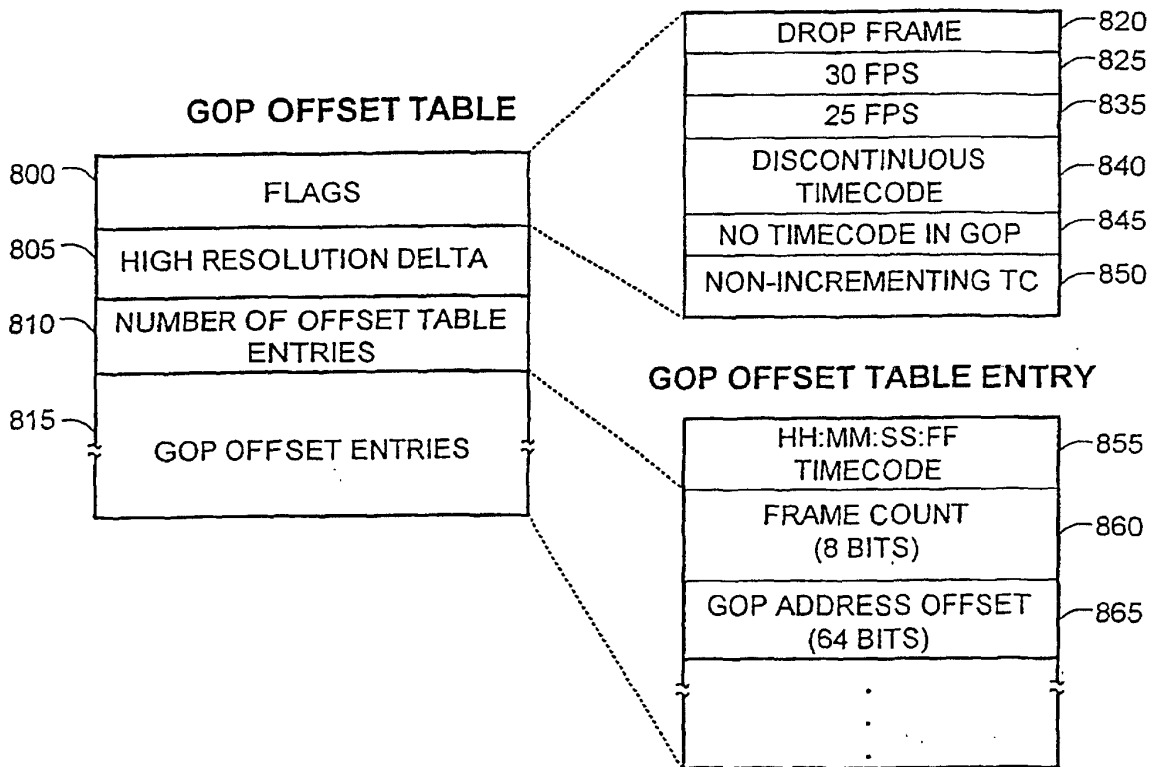 GOP OFFSET TABLE
800
FLAGS
805
HIGH RESOLUTION DELTA
810
NUMBER OF OFFSET TABLE
ENTRIES
815
GOP OFFSET ENTRIES
DROP FRAME
820
30 FPS
825
25 FPS
835
DISCONTINUOUS
TIMECODE
840
NO TIMECODE IN GOP
845
NON-INCREMENTING TC
850
GOP OFFSET TABLE ENTRY
HH:MM:SS:FF
TIMECODE
855
FRAME COUNT
(8 BITS)
860
GOP ADDRESS OFFSET
(64 BITS)
865